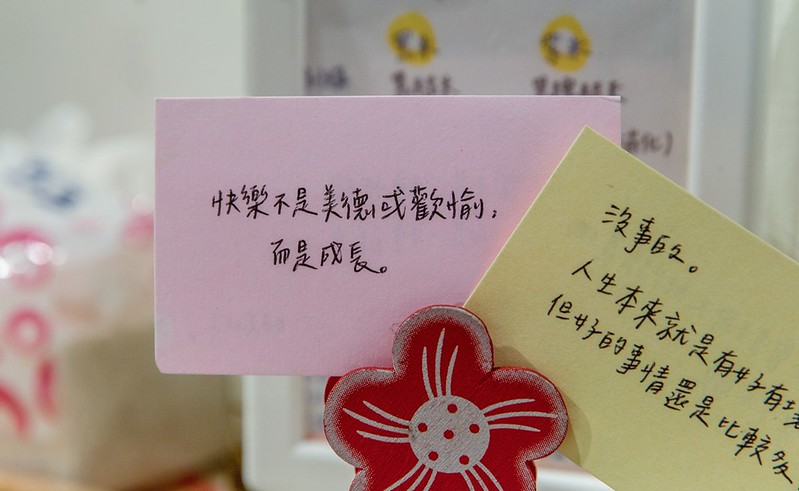 快樂不是美德或歡愉，
而是成長。
沒事的。
人生本來就是有好有壞
但好的事情還是比較多